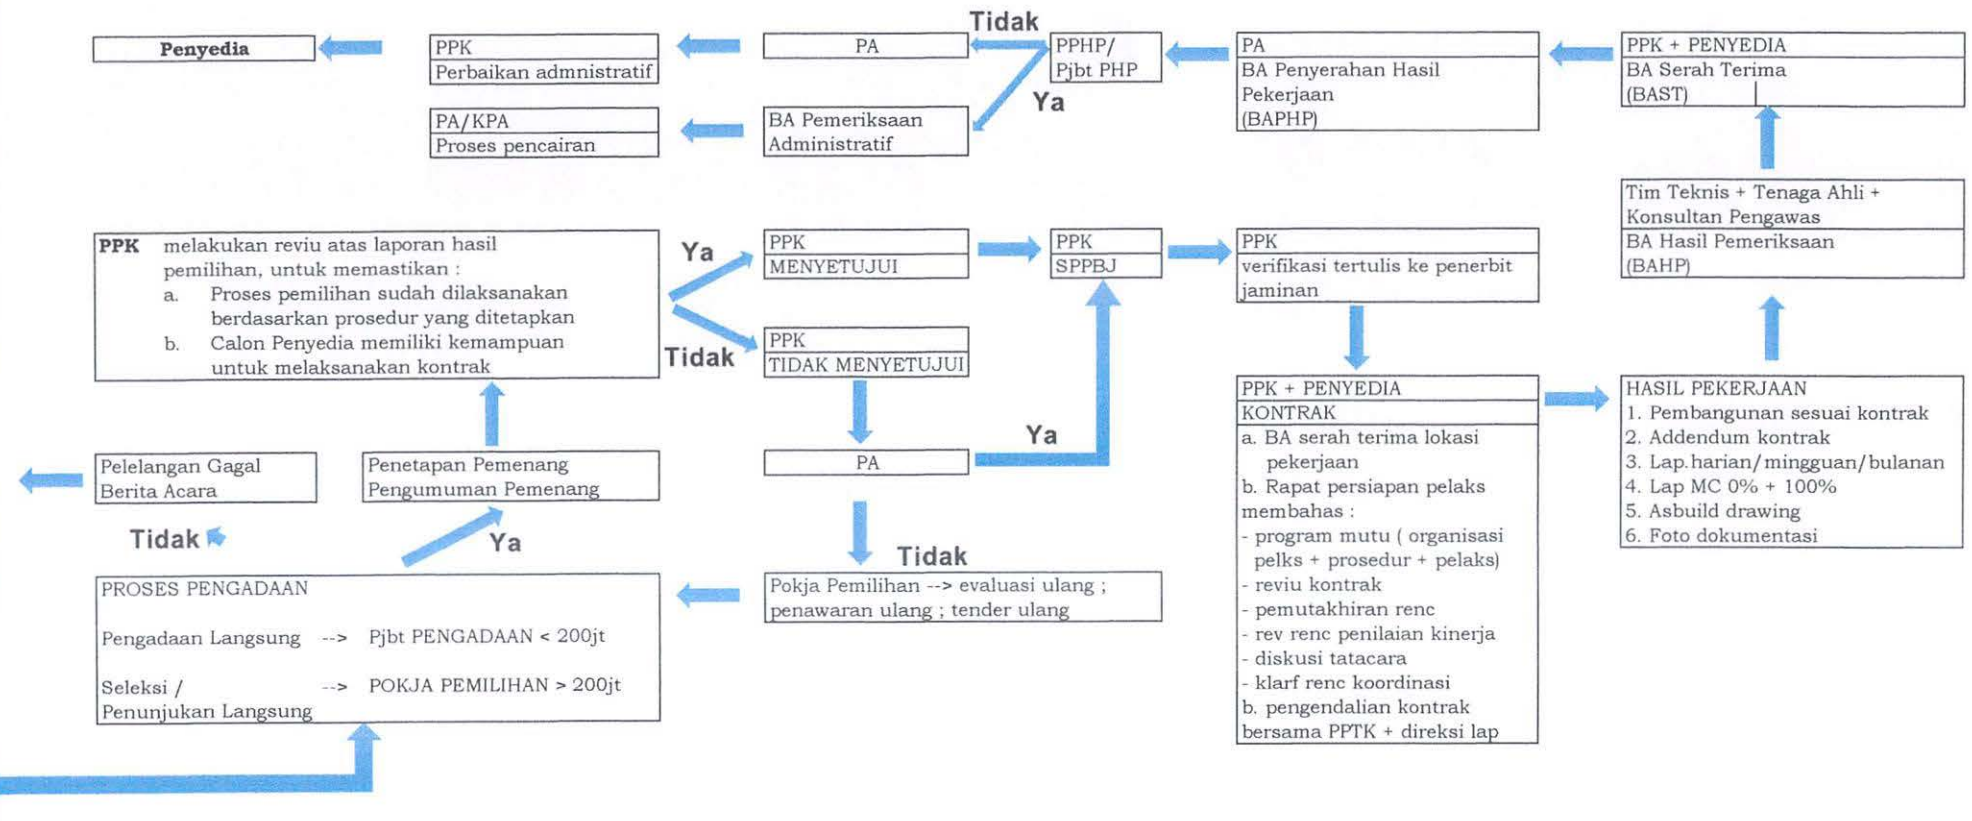 Tidak
Penyedia
PPK
Perbaikan admnistratif
PA
PPHP/
Pjbt PHP
PA
BA Penyerahan Hasil
Pekerjaan
(BAPHP)
PPK + PENYEDIA
BA Serah Terima
(BAST)
Ya
PA/KPA
Proses pencairan
BA Pemeriksaan
Administratif
Tim Teknis + Tenaga Ahli +
Konsultan Pengawas
BA Hasil Pemeriksaan
(BAHP)
PPK melakukan reviu atas laporan hasil
pemilihan, untuk memastikan :
a. Proses pemilihan sudah dilaksanakan
berdasarkan prosedur yang ditetapkan
b. Calon Penyedia memiliki kemampuan
untuk melaksanakan kontrak
Ya
Tidak
PPK
MENYETUJUI
PPK
TIDAK MENYETUJUI
PPK
SPPBJ
PPK
verifikasi tertulis ke penerbit
jaminan
PPK + PENYEDIA
KONTRAK
a. BA serah terima lokasi
pekerjaan
b. Rapat persiapan pelaks
membahas :
- program mutu ( organisasi
pelks + prosedur + pelaks)
- reviu kontrak
- pemutakhiran renc
- rev renc penilaian kinerja
- diskusi tatacara
- klarf renc koordinasi
b. pengendalian kontrak
bersama PPTK + direksi lap
HASIL PEKERJAAN
1. Pembangunan sesuai kontrak
2. Addendum kontrak
3. Lap.harian/mingguan/bulanan
4. Lap MC 0% + 100%
5. Asbuild drawing
6. Foto dokumentasi
Pelelangan Gagal
Berita Acara
Penetapan Pemenang
Pengumuman Pemenang
PA
Ya
Tidak
Ya
Tidak
Pokja Pemilihan --> evaluasi ulang ;
penawaran ulang ; tender ulang
PROSES PENGADAAN
Pengadaan Langsung --> Pjbt PENGADAAN < 200jt
Seleksi / --> POKJA PEMILIHAN > 200jt
Penunjukan Langsung